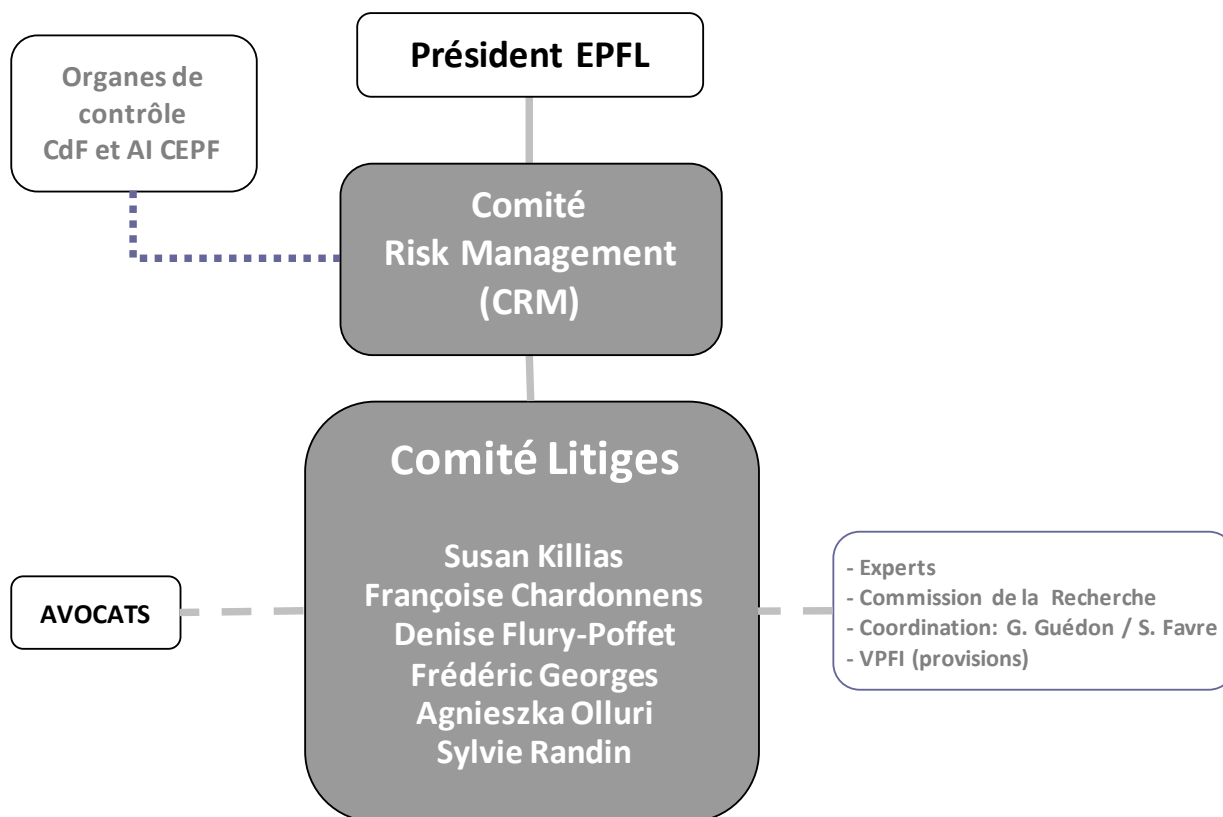 Président EPFL
Organes de
contrôle
CdF et AI CEPF
Comité
Risk Management
(CRM)
Comité Litiges
Susan Killias
Françoise Chardonnens
Denise Flury-Poffet
Frédéric Georges
Agnieszka Olluri
Sylvie Randin
AVOCATS
- Experts
- Commission de la Recherche
- Coordination: G. Guédon / S. Favre
- VPFI (provisions)